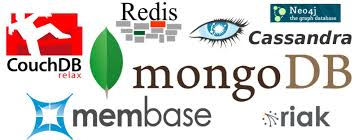 Redis
Neo4j
the graph database
CouchDB
relax
Cassandra
mongoDB
membase
riak